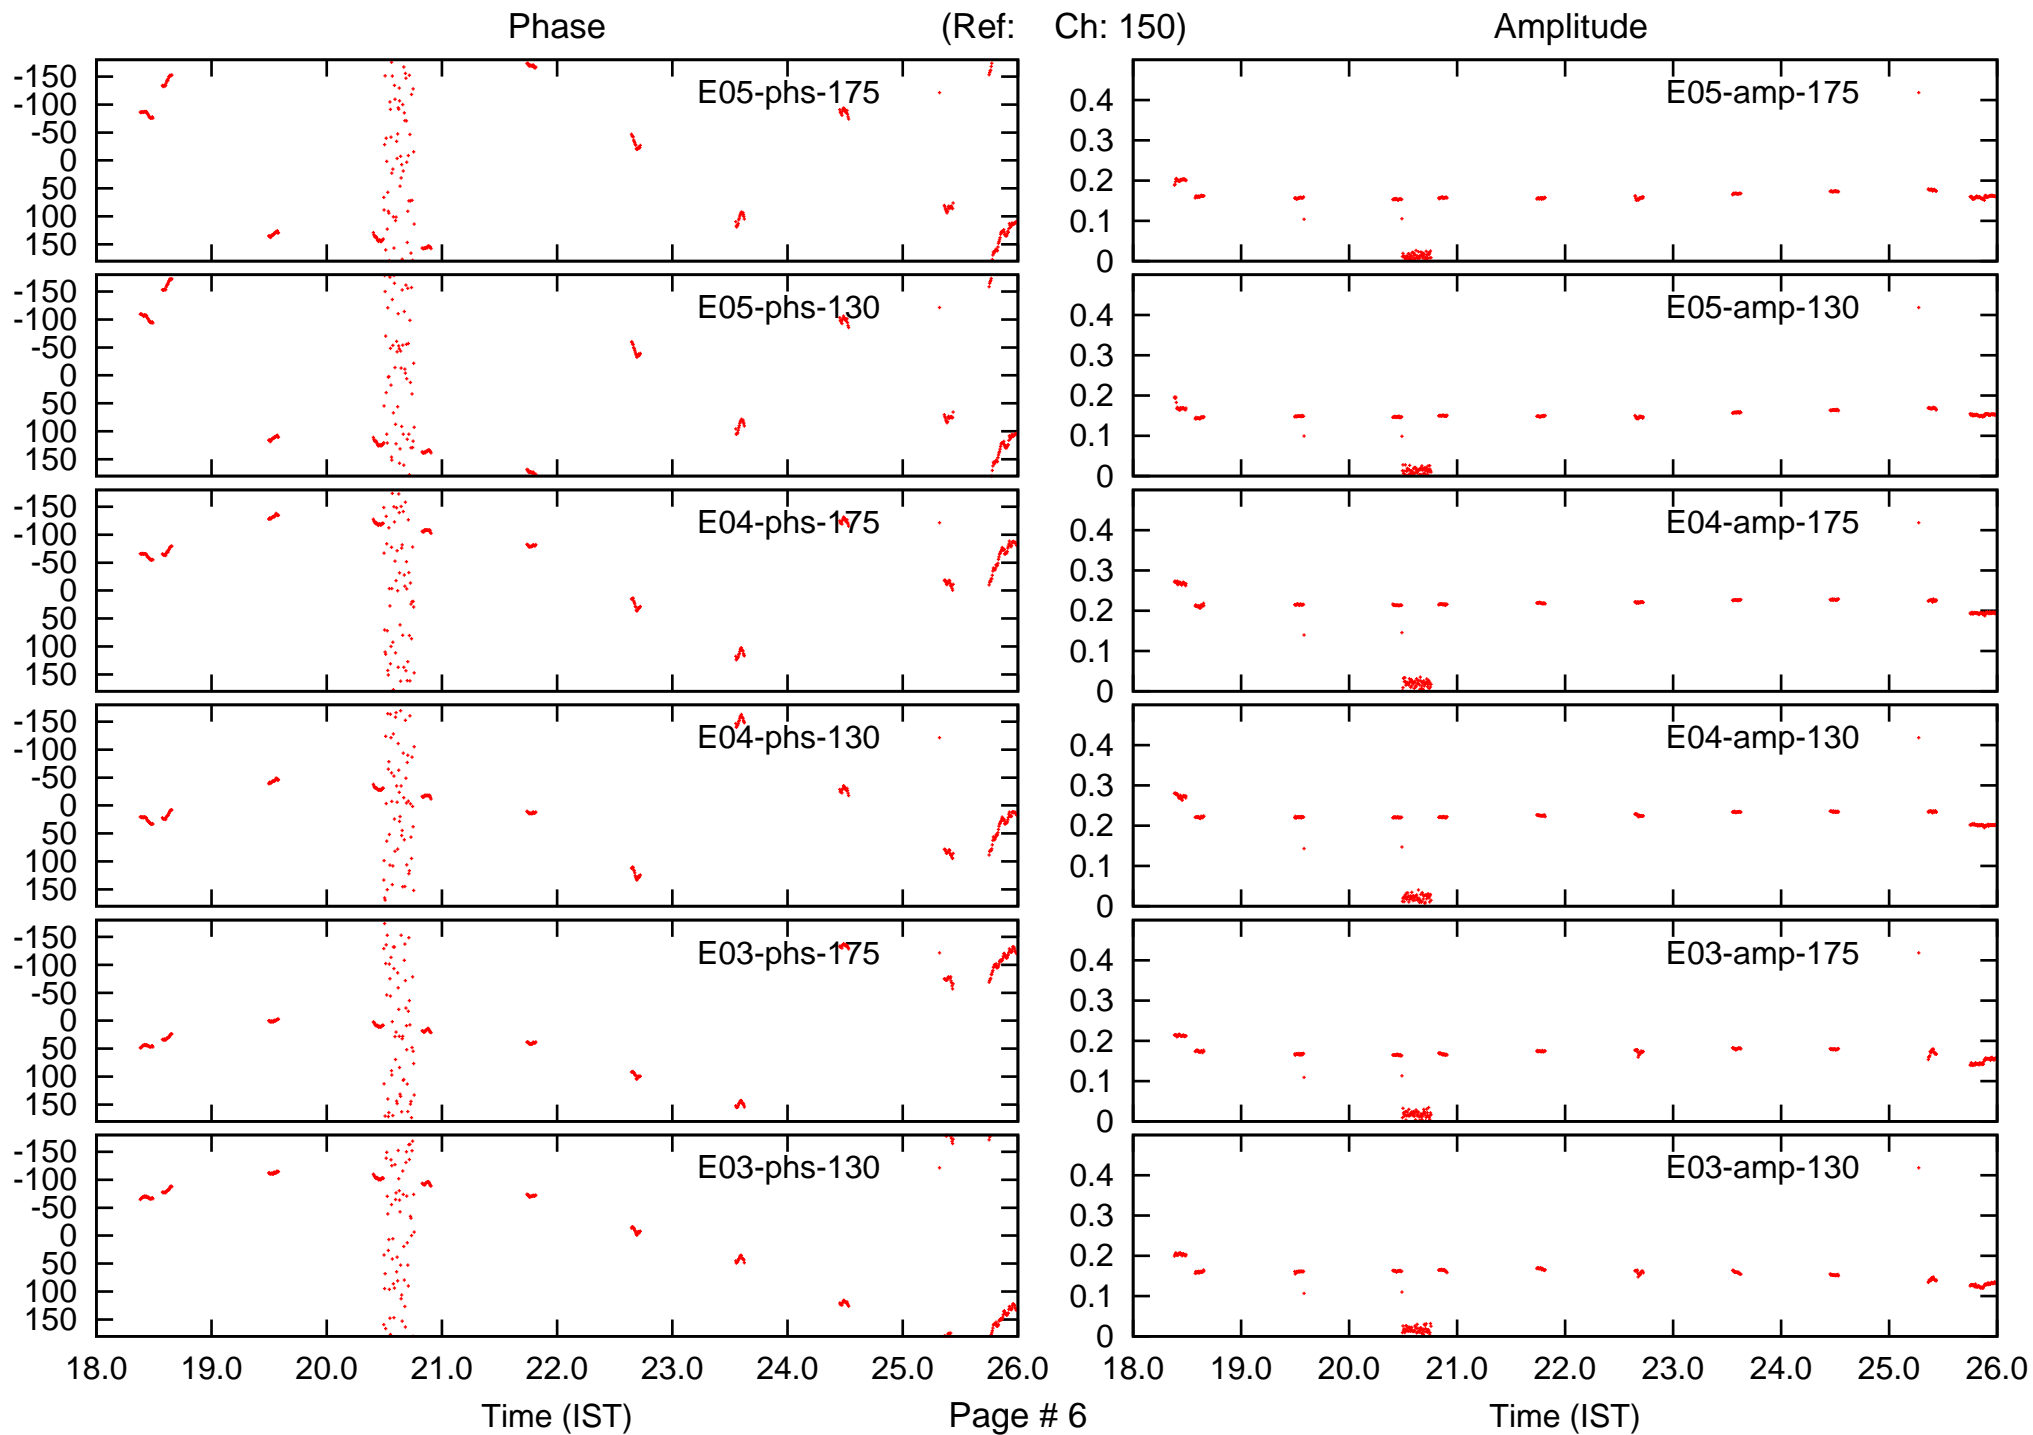 Phase (Ref: Ch: 150) Amplitude
-150 -100 -50 0 50 100 150 E05-phs-175 0.4 0.3 0.2 0.1 0 E05-amp-175
-150 -100 -50 0 50 100 150 E05-phs-130 0.4 0.3 0.2 0.1 0 E05-amp-130
-150 -100 -50 0 50 100 150 E04-phs-175 0.4 0.3 0.2 0.1 0 E04-amp-175
-150 -100 -50 0 50 100 150 E04-phs-130 0.4 0.3 0.2 0.1 0 E04-amp-130
-150 -100 -50 0 50 100 150 E03-phs-175 0.4 0.3 0.2 0.1 0 E03-amp-175
-150 -100 -50 0 50 100 150 E03-phs-130 0.4 0.3 0.2 0.1 0 E03-amp-130
18.0 19.0 20.0 21.0 22.0 23.0 24.0 25.0 26.0 18.0 19.0 20.0 21.0 22.0 23.0 24.0 25.0 26.0
Time (IST) Page # 6 Time (IST)